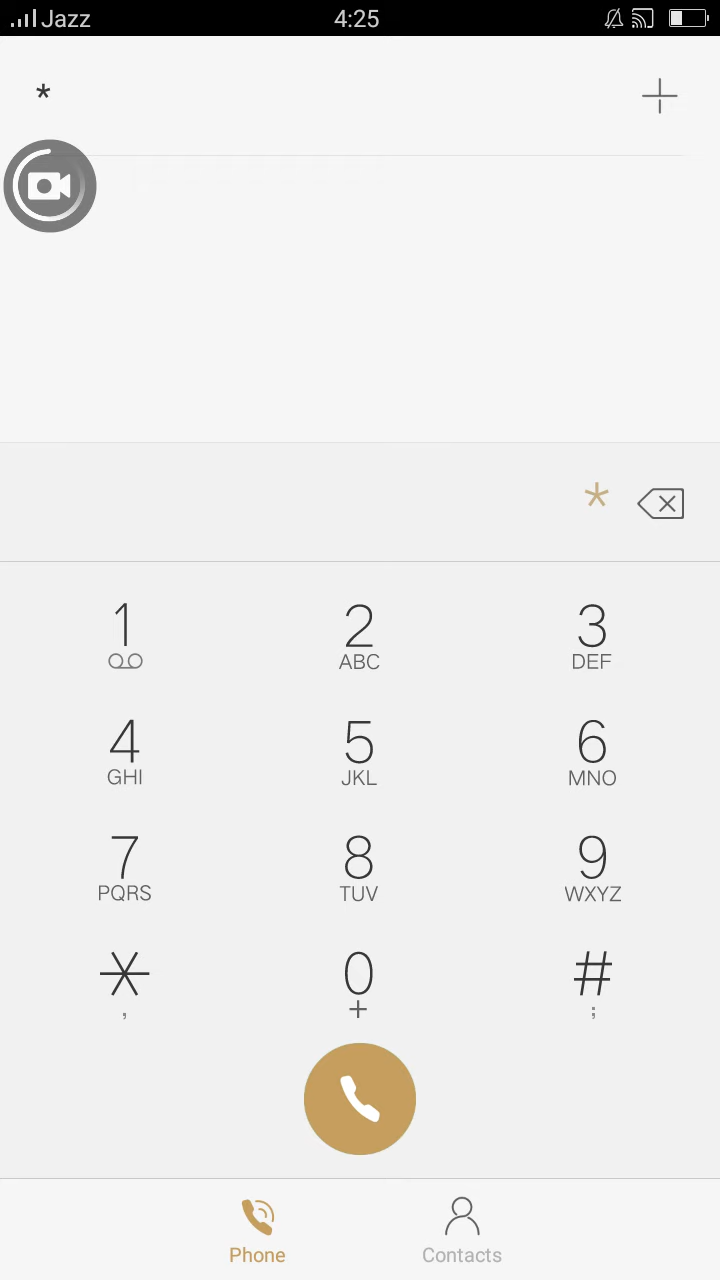 Jazz 4:25
*
*
1 2 3
ABC DEF
4 5 6
GHI JKL MNO
7 8 9
PQRS TUV WXYZ
* 0 #
, + ;
Phone Contacts